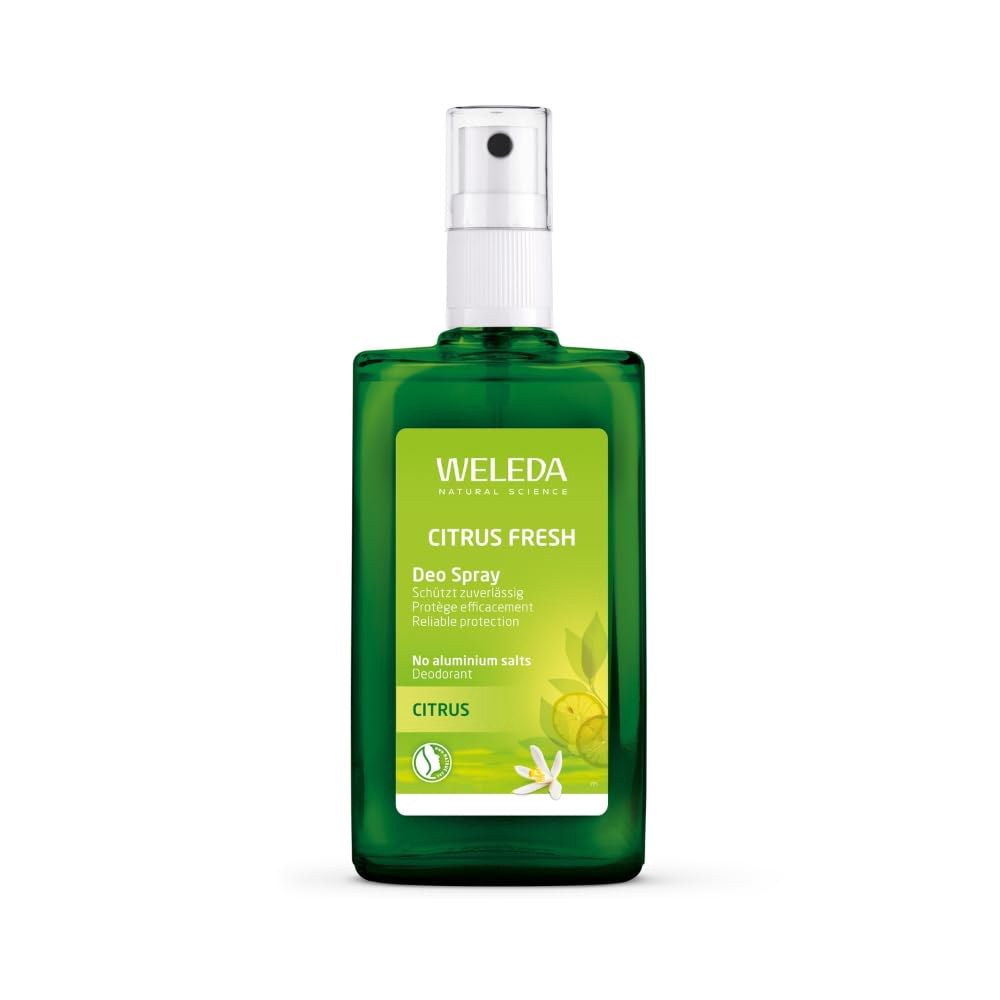 WELEDA
NATURAL SCIENCE
CITRUS FRESH
Deo Spray
Schützt zuverlässig
Protège efficacement
Reliable protection
No aluminium salts
Deodorant
CITRUS